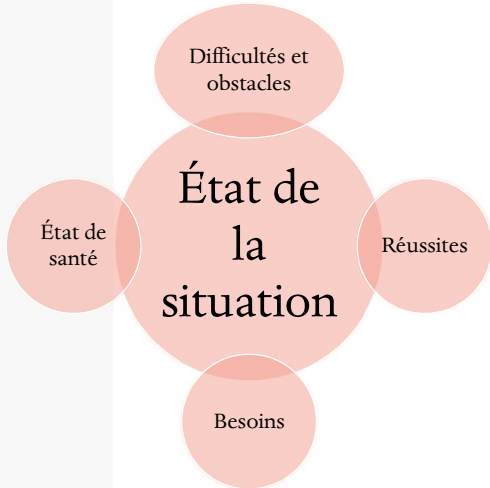 Difficultés et
obstacles
État de
la
situation
État de
santé
Réussites
Besoins